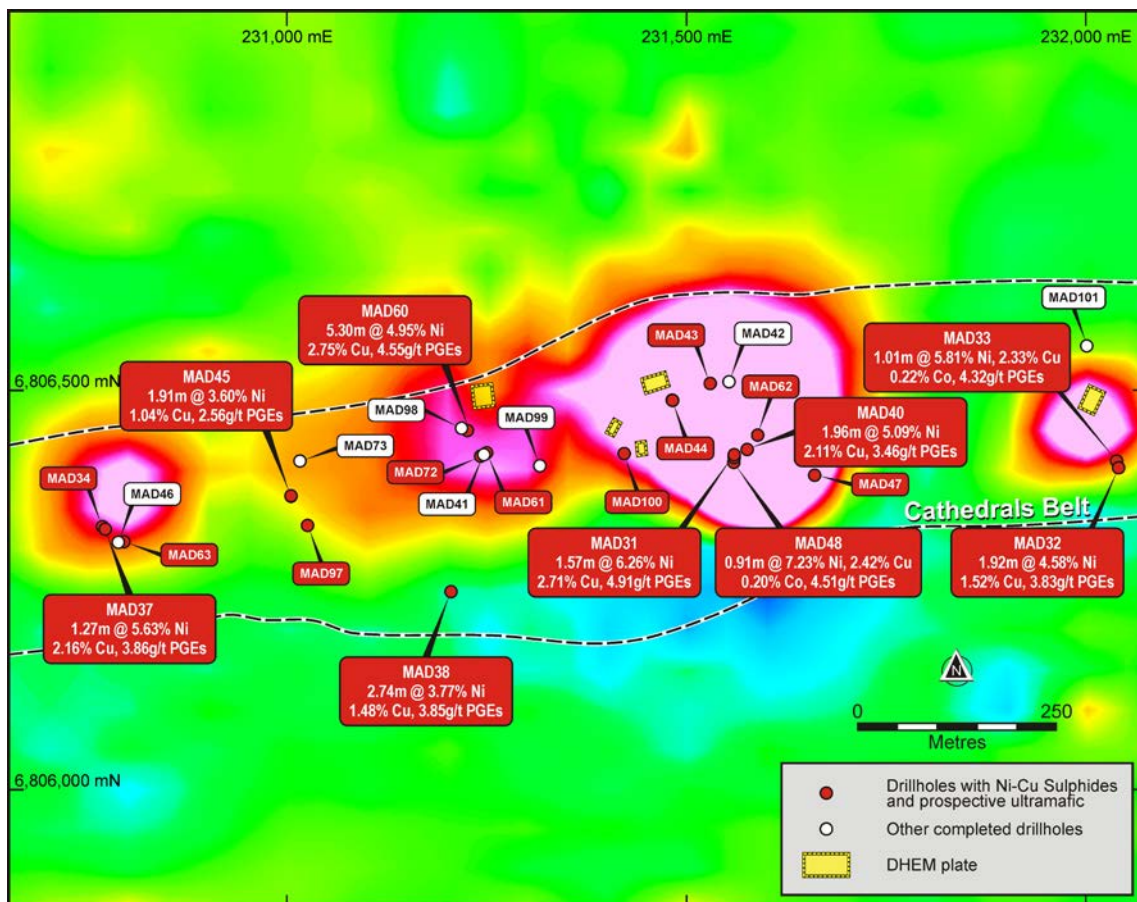 231,000 mE
231,500 mE
232,000 mE
MAD101
MAD60
5.30m @ 4.95% Ni
2.75% Cu, 4.55g/t PGEs
MAD43
MAD42
MAD33
1.01m @ 5.81% Ni, 2.33% Cu
0.22% Co, 4.32g/t PGEs
6,806,500 mN
MAD45
1.91m @ 3.60% Ni
1.04% Cu, 2.56g/t PGEs
MAD98
MAD99
MAD62
MAD40
1.96m @ 5.09% Ni
2.11% Cu, 3.46g/t PGEs
MAD73
MAD44
MAD72
MAD34
MAD46
MAD41
MAD61
MAD100
MAD47
Cathedrals Belt
MAD63
MAD97
MAD31
1.57m @ 6.26% Ni
2.71% Cu, 4.91g/t PGEs
MAD48
0.91m @ 7.23% Ni, 2.42% Cu
0.20% Co, 4.51g/t PGEs
MAD32
1.92m @ 4.58% Ni
1.52% Cu, 3.83g/t PGEs
MAD37
1.27m @ 5.63% Ni
2.16% Cu, 3.86g/t PGEs
MAD38
2.74m @ 3.77% Ni
1.48% Cu, 3.85g/t PGEs
N
0 250
Metres
6,806,000 mN
Drillholes with Ni-Cu Sulphides
and prospective ultramafic
Other completed drillholes
DHEM plate